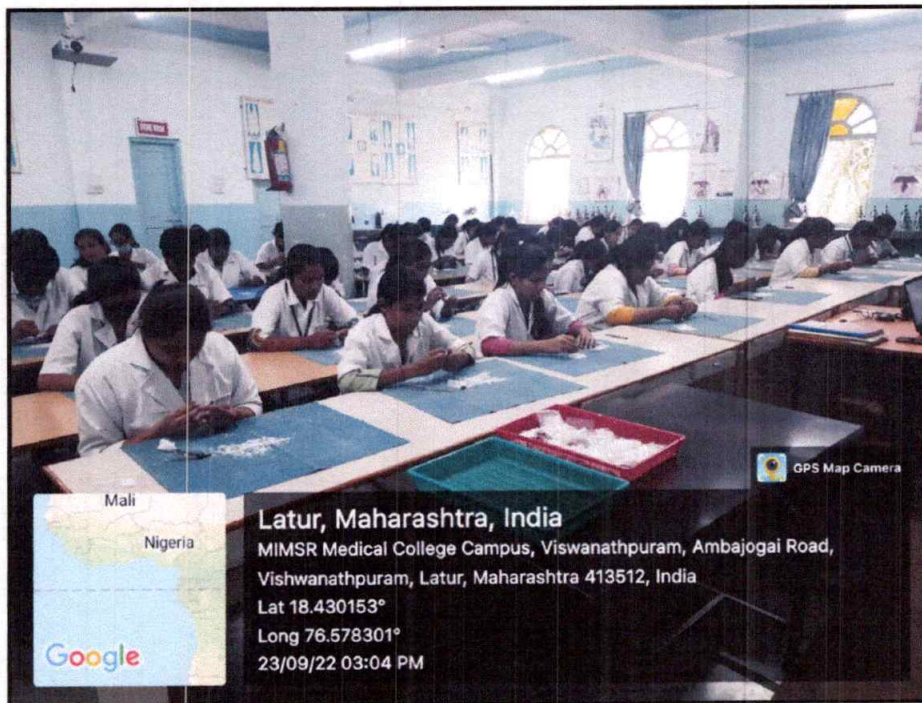 GPS Map Camera
Mali
Nigeria
Google
Latur, Maharashtra, India
MIMSR Medical College Campus, Viswanathpuram, Ambajogai Road,
Vishwanathpuram, Latur, Maharashtra 413512, India
Lat 18.430153°
Long 76.578301°
23/09/22 03:04 PM